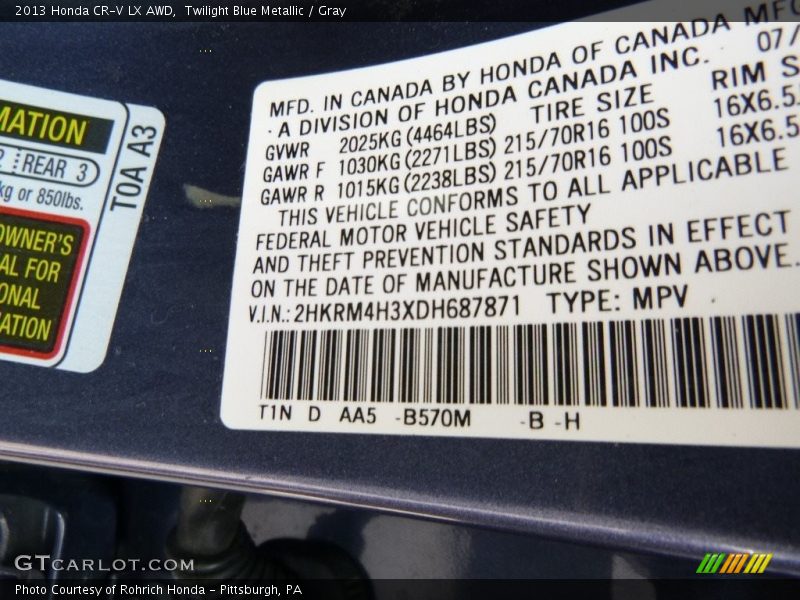 2013 Honda CR-V LX AWD,  Twilight Blue Metallic / Gray
MATION
REAR 3
kg or 850lbs.
TOA A3
OWNER'S
AL FOR
ONAL
ATION
MFD. IN CANADA BY HONDA OF CANADA MFG
· A DIVISION OF HONDA CANADA INC. 07/
GVWR 2025KG (4464LBS) TIRE SIZE RIM S
GAWR F 1030KG (2271LBS) 215/70R16 100S 16X6.5
GAWR R 1015KG (2238LBS) 215/70R16 100S 16X6.5
THIS VEHICLE CONFORMS TO ALL APPLICABLE
FEDERAL MOTOR VEHICLE SAFETY
AND THEFT PREVENTION STANDARDS IN EFFECT
ON THE DATE OF MANUFACTURE SHOWN ABOVE.
V.I.N.: 2HKRM4H3XDH687871 TYPE: MPV
T1N D AA5 -B570M -B -H
GTCARLOT.COM
Photo Courtesy of Rohrich Honda - Pittsburgh, PA